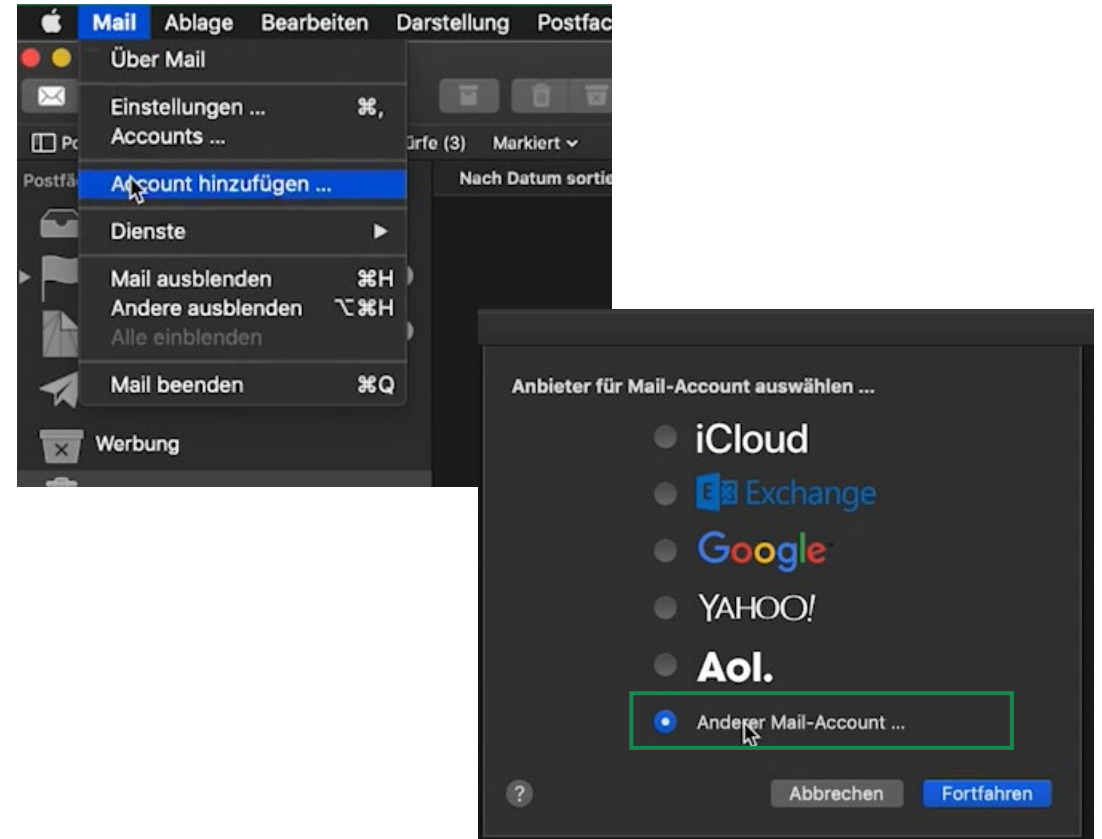 Mail Ablage Bearbeiten Darstellung Postfac
Über Mail
Einstellungen ... ⌘,
Accounts ...
Po ürfe (3) Markiert
Account hinzufügen ...
Postfä Nach Datum sortie
Dienste ▶
Mail ausblenden ⌘H
Andere ausblenden ⌥⌘H
Alle einblenden
Mail beenden ⌘Q
Werbung
Anbieter für Mail-Account auswählen ...
iCloud
E Exchange
Google
YAHOO!
Aol.
Anderer Mail-Account ...
? Abbrechen Fortfahren